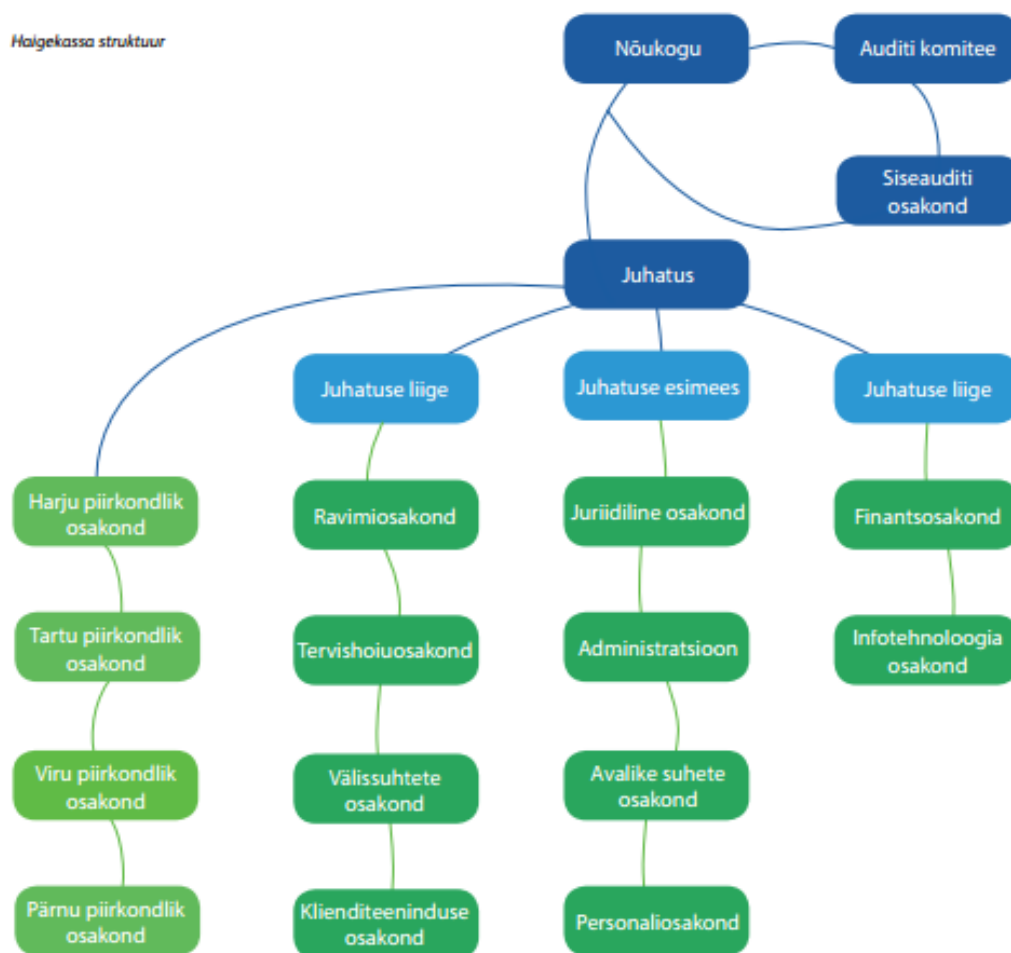 Haigekassa struktuur
Nõukogu
Auditi komitee
Siseauditi
osakond
Juhatus
Juhatuse liige
Juhatuse esimees
Juhatuse liige
Harju piirkondlik
osakond
Ravimiosakond
Juriidiline osakond
Finantsosakond
Tartu piirkondlik
osakond
Tervishoiuosakond
Administratsioon
Infotehnoloogia
osakond
Viru piirkondlik
osakond
Välissuhtete
osakond
Avalike suhete
osakond
Pärnu piirkondlik
osakond
Klienditeeninduse
osakond
Personaliosakond